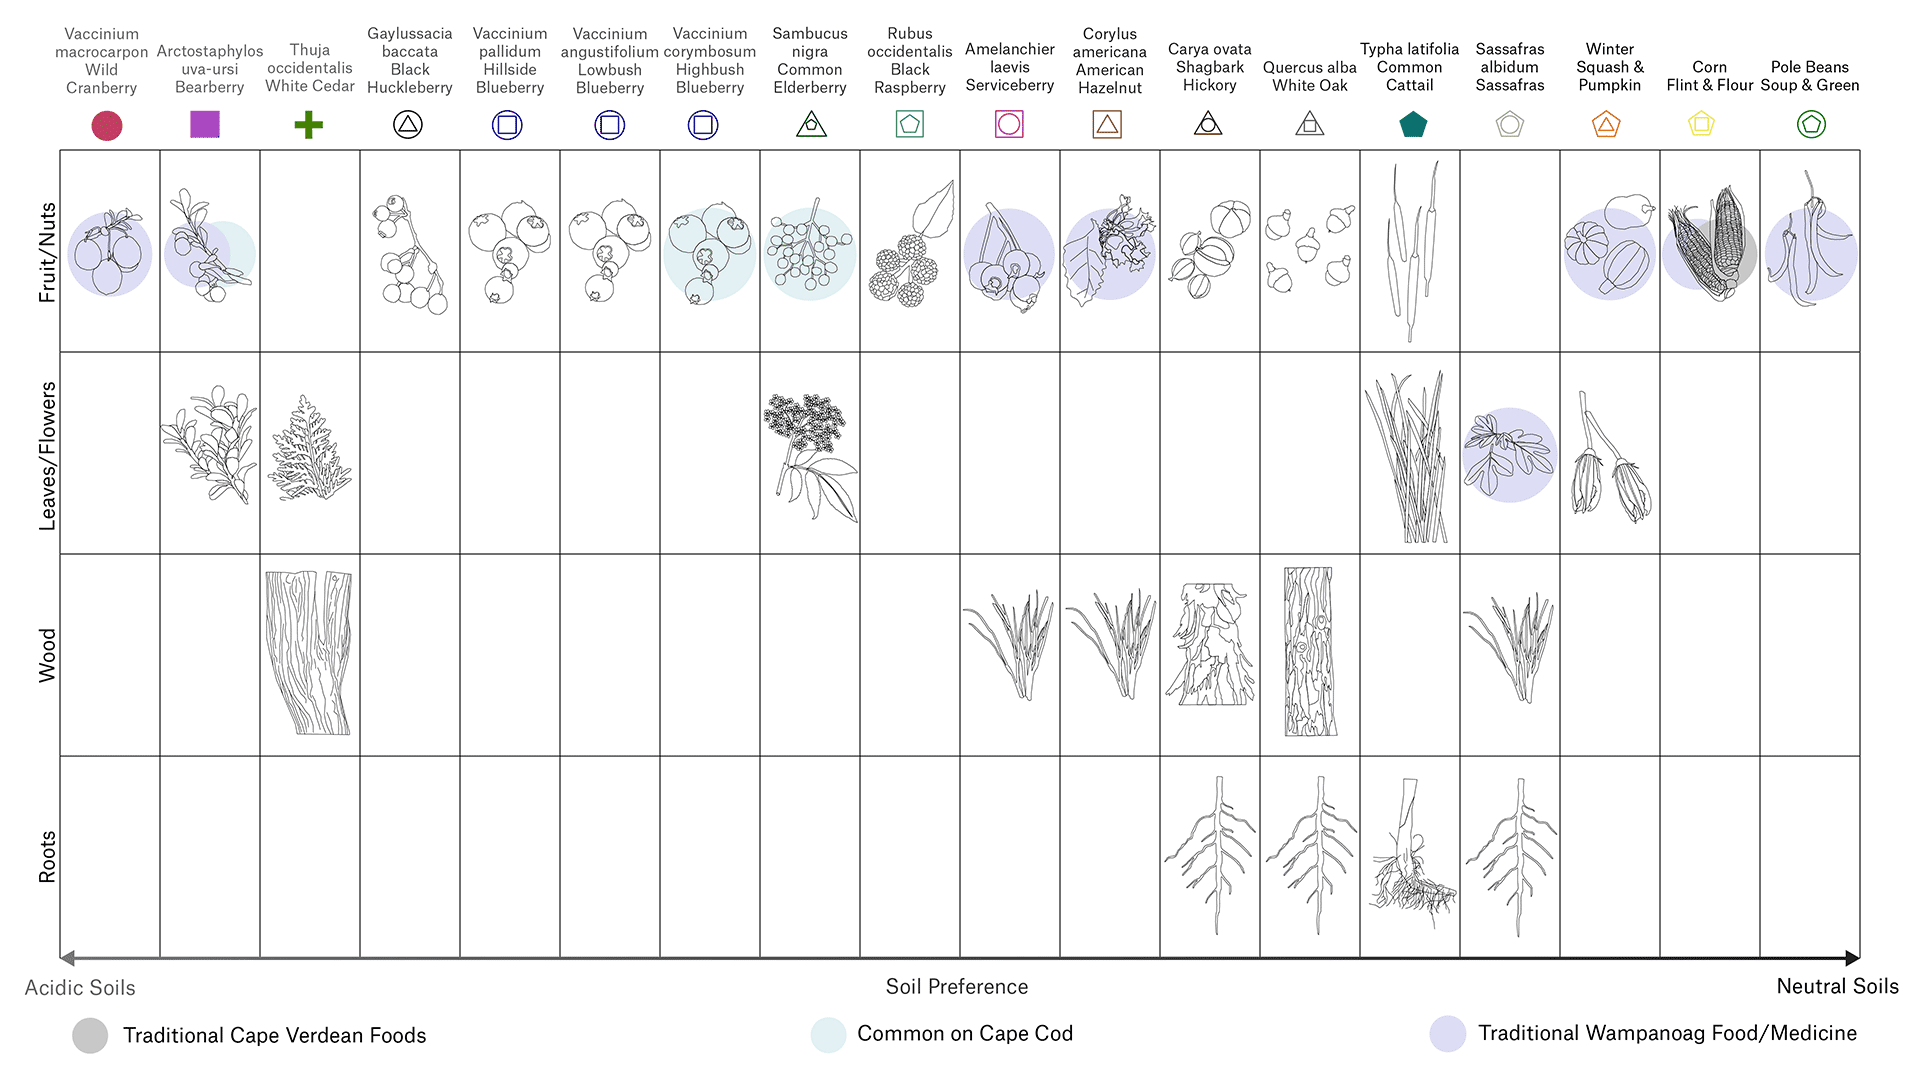 Vaccinium
macrocarpon
Wild
Cranberry
Arctostaphylos
uva-ursi
Bearberry
Thuja
occidentalis
White Cedar
Gaylussacia
baccata
Black
Huckleberry
Vaccinium
pallidum
Hillside
Blueberry
Vaccinium
angustifolium
Lowbush
Blueberry
Vaccinium
corymbosum
Highbush
Blueberry
Sambucus
nigra
Common
Elderberry
Rubus
occidentalis
Black
Raspberry
Amelanchier
laevis
Serviceberry
Corylus
americana
American
Hazelnut
Carya ovata
Shagbark
Hickory
Quercus alba
White Oak
Typha latifolia
Common
Cattail
Sassafras
albidum
Sassafras
Winter
Squash &
Pumpkin
Corn
Flint & Flour
Pole Beans
Soup & Green
Fruit/Nuts
Leaves/Flowers
Wood
Roots
Acidic Soils
Soil Preference
Neutral Soils
Traditional Cape Verdean Foods
Common on Cape Cod
Traditional Wampanoag Food/Medicine